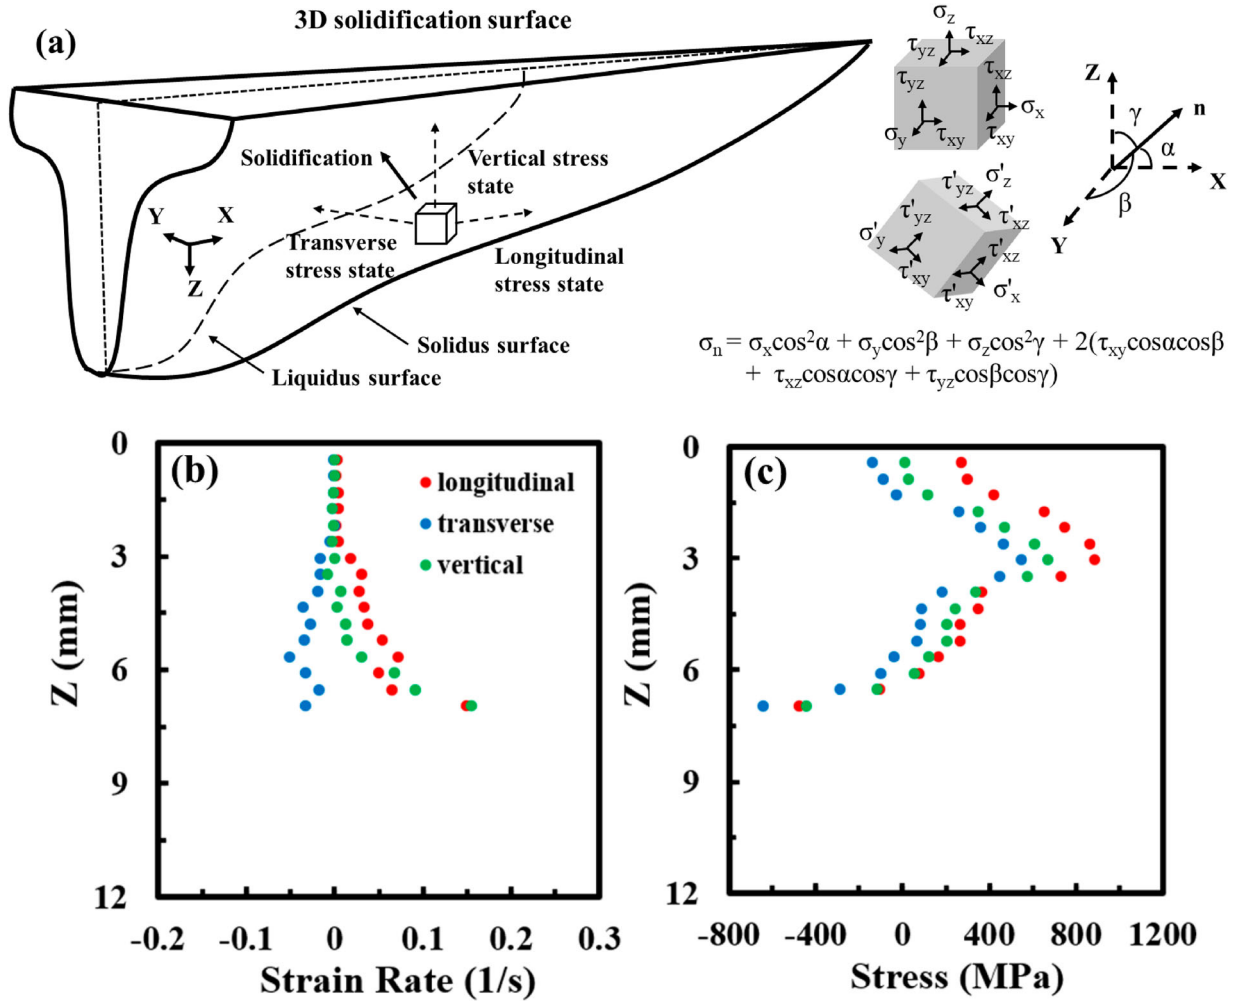 3D solidification surface
(a)
Solidification
Vertical stress
state
Y
X
Z
Transverse
stress state
Longitudinal
stress state
Solidus surface
Liquidus surface
σz
τyz
τxz
τyz
τxz
σx
σy
τxy
τxy
Z
n
γ
α
X
β
Y
τ'yz
σ'z
τ'yz
τ'xz
σ'y
τ'xz
τ'xy
τ'xy
σ'x
σn = σxcos²α + σycos²β + σzcos²γ + 2(τxycosαcosβ
+ τxzcosαcosγ + τyzcosβcosγ)
(b)
longitudinal
transverse
vertical
0
3
6
9
12
Z (mm)
-0.2
-0.1
0
0.1
0.2
0.3
Strain Rate (1/s)
(c)
0
3
6
9
12
Z (mm)
-800
-400
0
400
800
1200
Stress (MPa)